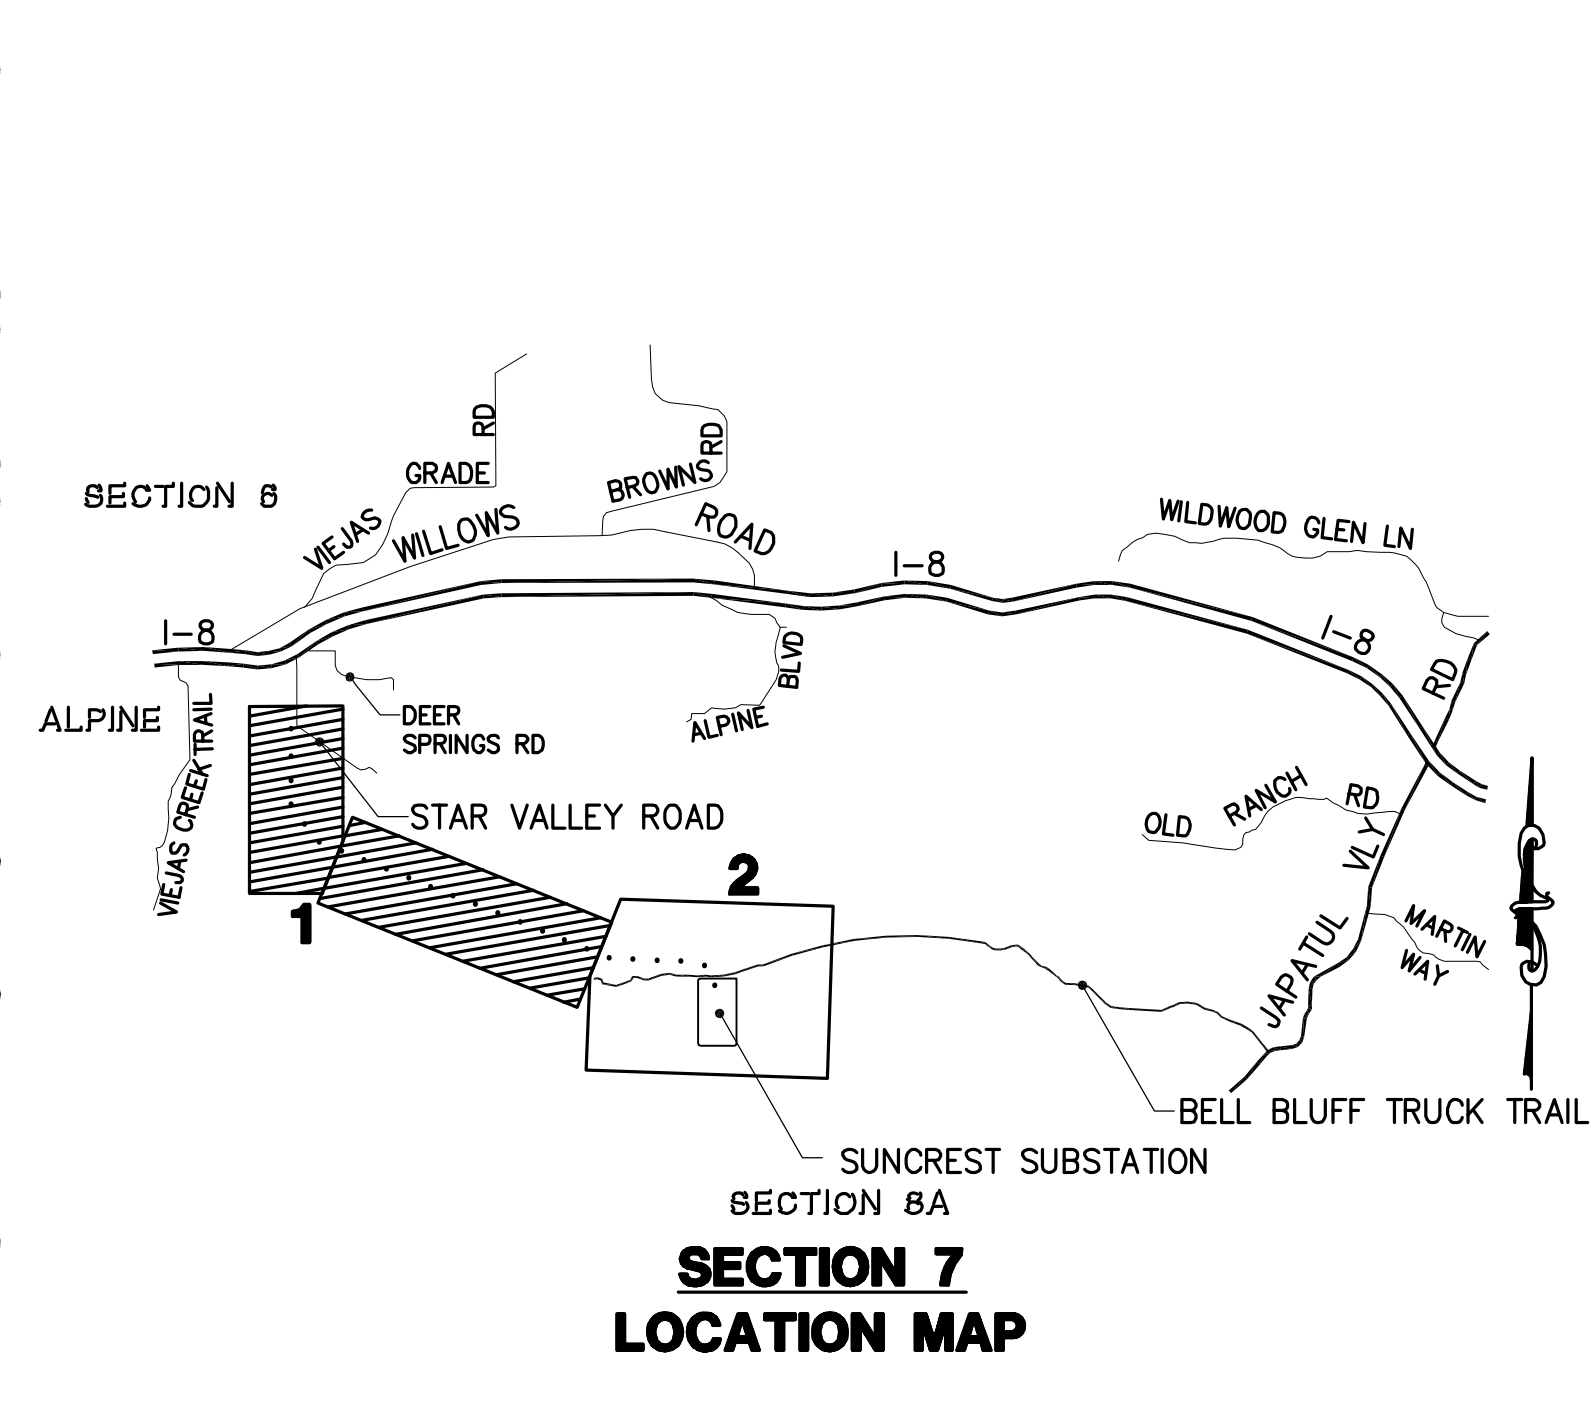 RD
GRADE
VIEJAS
BROWNS
RD
SECTION 6
WILLOWS
ROAD
WILDWOOD GLEN LN
I-8
I-8
I-8
RD
ALPINE
VIEJAS CREEK TRAIL
DEER
SPRINGS RD
BLVD
ALPINE
STAR VALLEY ROAD
OLD
RANCH
RD
VLY
JAPATUL
MARTIN
WAY
2
1
BELL BLUFF TRUCK TRAIL
SUNCREST SUBSTATION
SECTION 8A
SECTION 7
LOCATION MAP